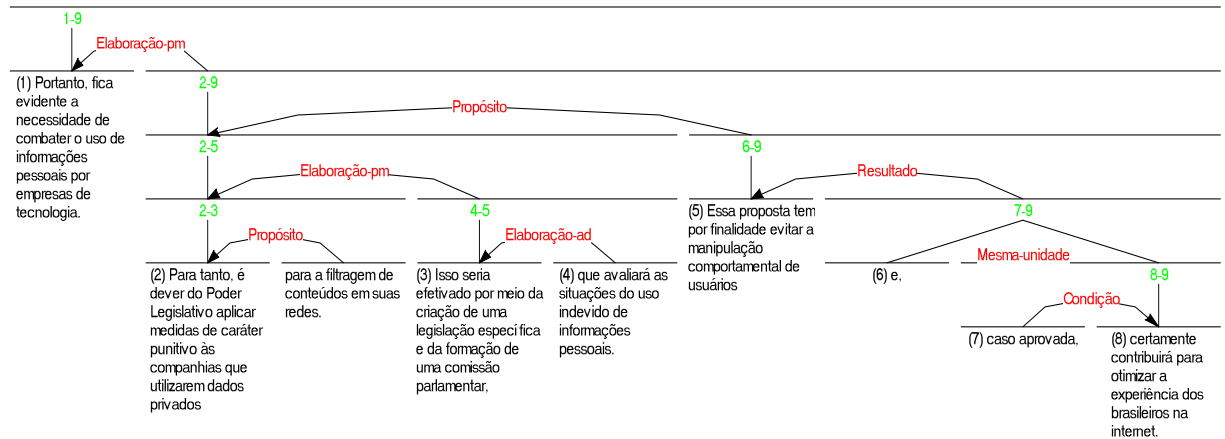 1-9
Elaboração-pm
(1) Portanto, fica
evidente a
necessidade de
combater o uso de
informações
pessoais por
empresas de
tecnologia.
2-9
Propósito
2-5
6-9
Elaboração-pm
Resultado
2-3
4-5
(5) Essa proposta tem
por finalidade evitar a
manipulação
comportamental de
usuários
7-9
Propósito
Elaboração-ad
Mesma-unidade
(2) Para tanto, é
dever do Poder
Legislativo aplicar
medidas de caráter
punitivo às
companhias que
utilizarem dados
privados
para a filtragem de
conteúdos em suas
redes.
(3) Isso seria
efetivado por meio da
criação de uma
legislação específica
e da formação de
uma comissão
parlamentar,
(4) que avaliará as
situações do uso
indevido de
informações
pessoais.
(6) e,
8-9
Condição
(7) caso aprovada,
(8) certamente
contribuirá para
otimizar a
experiência dos
brasileiros na
internet.